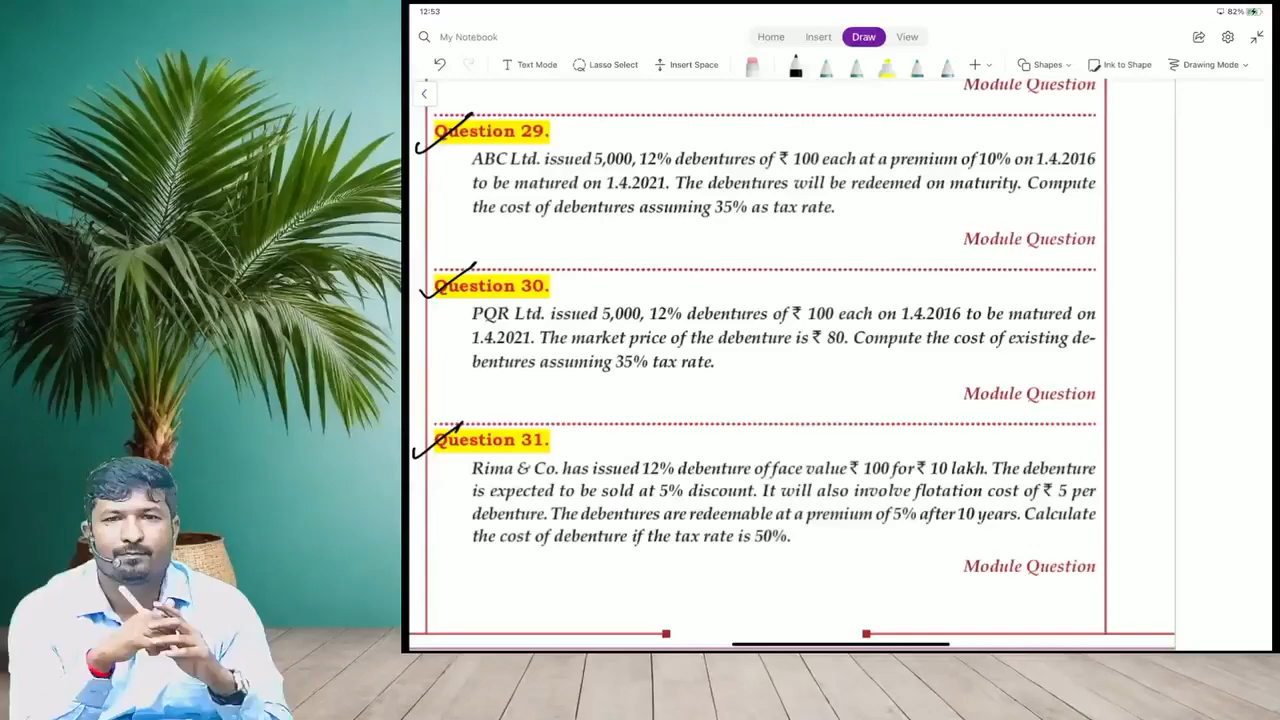 12:53
82%
My Notebook
Home Insert Draw View
Text Mode Lasso Select Insert Space Shapes Ink to Shape Drawing Mode
Module Question
Question 29.
ABC Ltd. issued 5,000, 12% debentures of ₹ 100 each at a premium of 10% on 1.4.2016
to be matured on 1.4.2021. The debentures will be redeemed on maturity. Compute
the cost of debentures assuming 35% as tax rate.
Module Question
Question 30.
PQR Ltd. issued 5,000, 12% debentures of ₹ 100 each on 1.4.2016 to be matured on
1.4.2021. The market price of the debenture is ₹ 80. Compute the cost of existing de-
bentures assuming 35% tax rate.
Module Question
Question 31.
Rima & Co. has issued 12% debenture of face value ₹ 100 for ₹ 10 lakh. The debenture
is expected to be sold at 5% discount. It will also involve flotation cost of ₹ 5 per
debenture. The debentures are redeemable at a premium of 5% after 10 years. Calculate
the cost of debenture if the tax rate is 50%.
Module Question